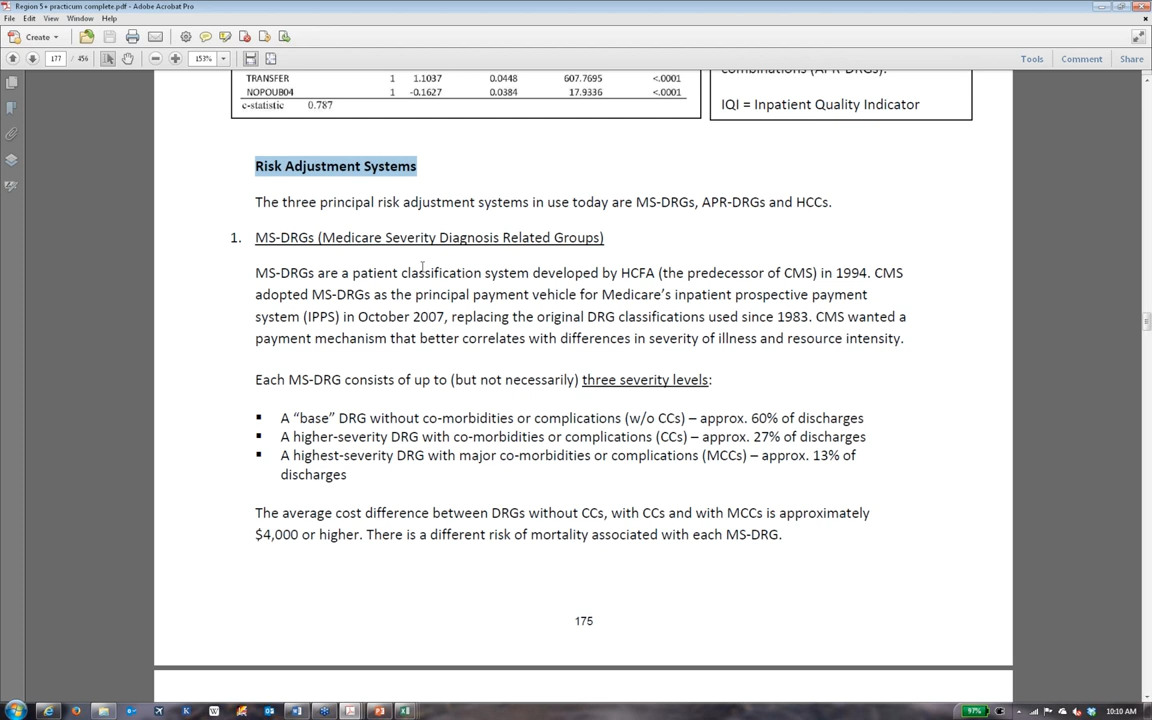 Region 5+ practicum complete.pdf - Adobe Acrobat Pro
File Edit View Window Help
Create
177 / 456
153%
Tools Comment Share
TRANSFER 1 1.1037 0.0448 607.7695 <.0001
NOPOUB04 1 -0.1627 0.0384 17.9336 <.0001
c-statistic 0.787
combinations (APR-DRGs).
IQI = Inpatient Quality Indicator
Risk Adjustment Systems
The three principal risk adjustment systems in use today are MS-DRGs, APR-DRGs and HCCs.
1. MS-DRGs (Medicare Severity Diagnosis Related Groups)
MS-DRGs are a patient classification system developed by HCFA (the predecessor of CMS) in 1994. CMS
adopted MS-DRGs as the principal payment vehicle for Medicare's inpatient prospective payment
system (IPPS) in October 2007, replacing the original DRG classifications used since 1983. CMS wanted a
payment mechanism that better correlates with differences in severity of illness and resource intensity.
Each MS-DRG consists of up to (but not necessarily) three severity levels:
▪ A "base" DRG without co-morbidities or complications (w/o CCs) – approx. 60% of discharges
▪ A higher-severity DRG with co-morbidities or complications (CCs) – approx. 27% of discharges
▪ A highest-severity DRG with major co-morbidities or complications (MCCs) – approx. 13% of
discharges
The average cost difference between DRGs without CCs, with CCs and with MCCs is approximately
$4,000 or higher. There is a different risk of mortality associated with each MS-DRG.
175
97%
10:10 AM